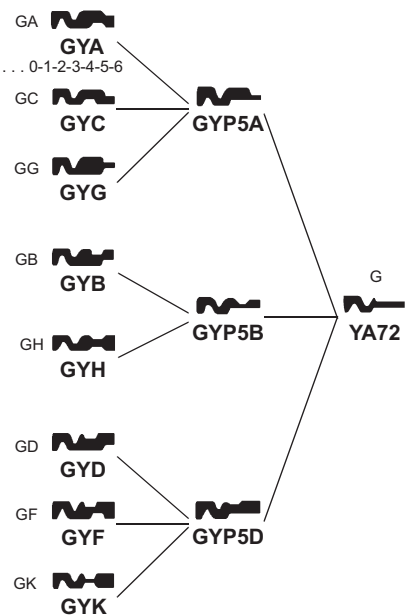 GA
GYA
. . . 0-1-2-3-4-5-6
GC
GYC
GYP5A
GG
GYG
GB
GYB
GYP5B
GH
GYH
G
YA72
GD
GYD
GF
GYF
GYP5D
GK
GYK